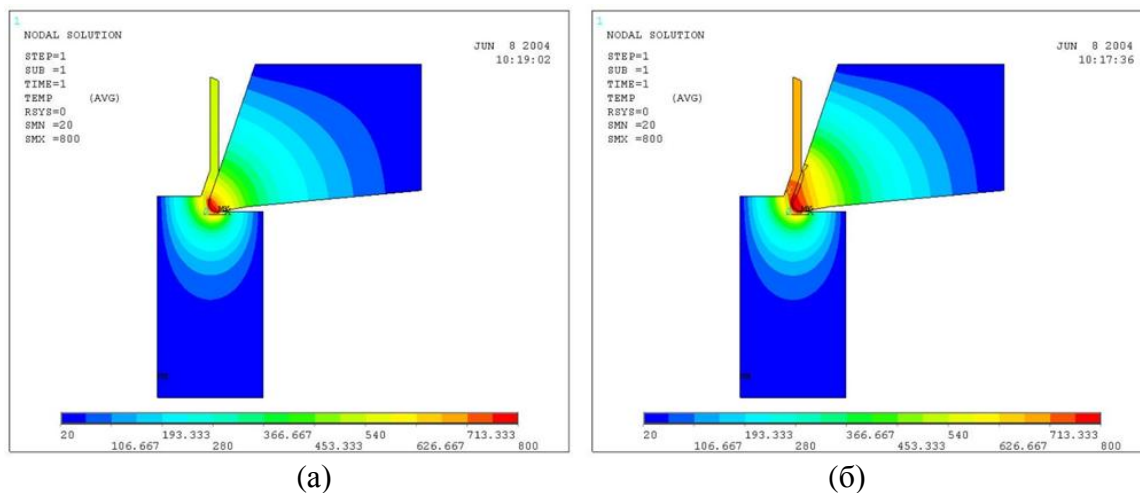 1
NODAL SOLUTION
JUN 8 2004
10:19:02
STEP=1
SUB =1
TIME=1
TEMP (AVG)
RSYS=0
SMN =20
SMX =800
20 193.333 366.667 540 713.333
106.667 280 453.333 626.667 800
(а)
1
NODAL SOLUTION
JUN 8 2004
10:17:36
STEP=1
SUB =1
TIME=1
TEMP (AVG)
RSYS=0
SMN =20
SMX =800
20 193.333 366.667 540 713.333
106.667 280 453.333 626.667 800
(б)